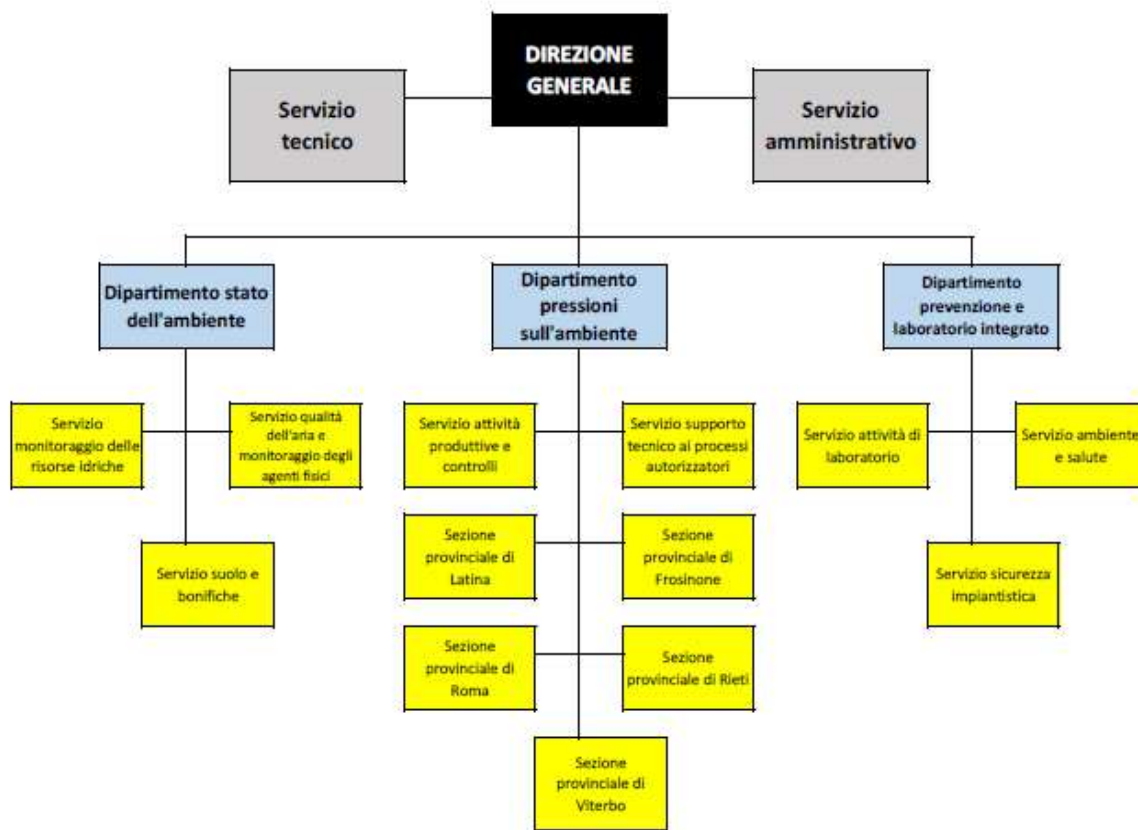 DIREZIONE
GENERALE
Servizio
tecnico
Servizio
amministrativo
Dipartimento stato
dell'ambiente
Dipartimento
pressioni
sull'ambiente
Dipartimento
prevenzione e
laboratorio integrato
Servizio
monitoraggio delle
risorse idriche
Servizio qualità
dell'aria e
monitoraggio degli
agenti fisici
Servizio attività
produttive e
controlli
Servizio supporto
tecnico ai processi
autorizzatori
Servizio attività di
laboratorio
Servizio ambiente
e salute
Servizio suolo e
bonifiche
Sezione
provinciale di
Latina
Sezione
provinciale di
Frosinone
Servizio sicurezza
impiantistica
Sezione
provinciale di
Roma
Sezione
provinciale di Rieti
Sezione
provinciale di
Viterbo